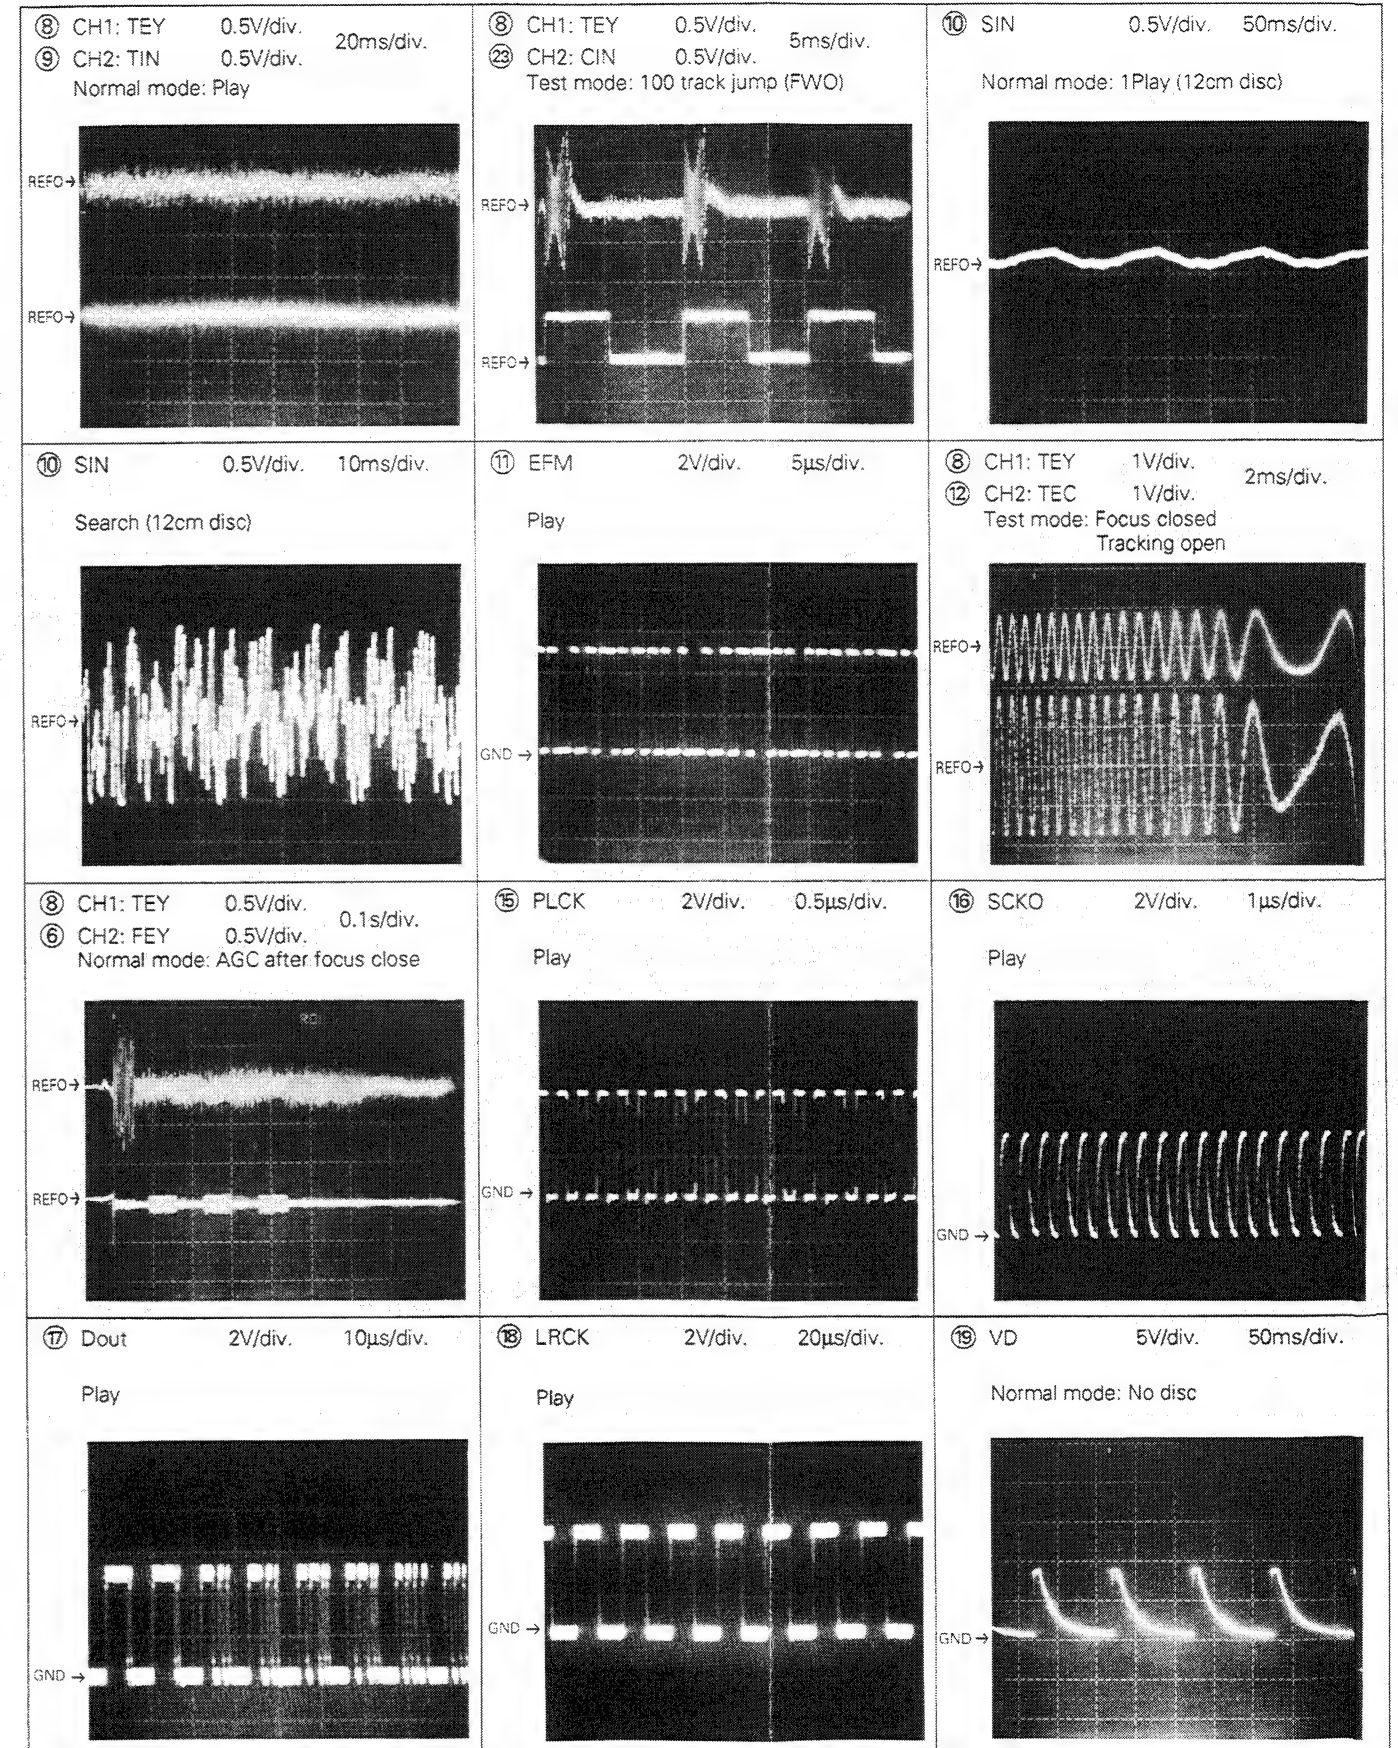 ⑧ CH1: TEY 0.5V/div. 20ms/div.
⑨ CH2: TIN 0.5V/div.
Normal mode: Play
REFO→
REFO→
⑧ CH1: TEY 0.5V/div. 5ms/div.
㉓ CH2: CIN 0.5V/div.
Test mode: 100 track jump (FWO)
REFO→
REFO→
⑩ SIN 0.5V/div. 50ms/div.
Normal mode: 1Play (12cm disc)
REFO→
⑩ SIN 0.5V/div. 10ms/div.
Search (12cm disc)
REFO→
⑪ EFM 2V/div. 5µs/div.
Play
GND →
⑧ CH1: TEY 1V/div. 2ms/div.
⑫ CH2: TEC 1V/div.
Test mode: Focus closed
Tracking open
REFO→
REFO→
⑧ CH1: TEY 0.5V/div. 0.1s/div.
⑥ CH2: FEY 0.5V/div.
Normal mode: AGC after focus close
REFO→
REFO→
⑮ PLCK 2V/div. 0.5µs/div.
Play
GND →
⑯ SCKO 2V/div. 1µs/div.
Play
GND →
⑰ Dout 2V/div. 10µs/div.
Play
GND →
⑱ LRCK 2V/div. 20µs/div.
Play
GND →
⑲ VD 5V/div. 50ms/div.
Normal mode: No disc
GND →